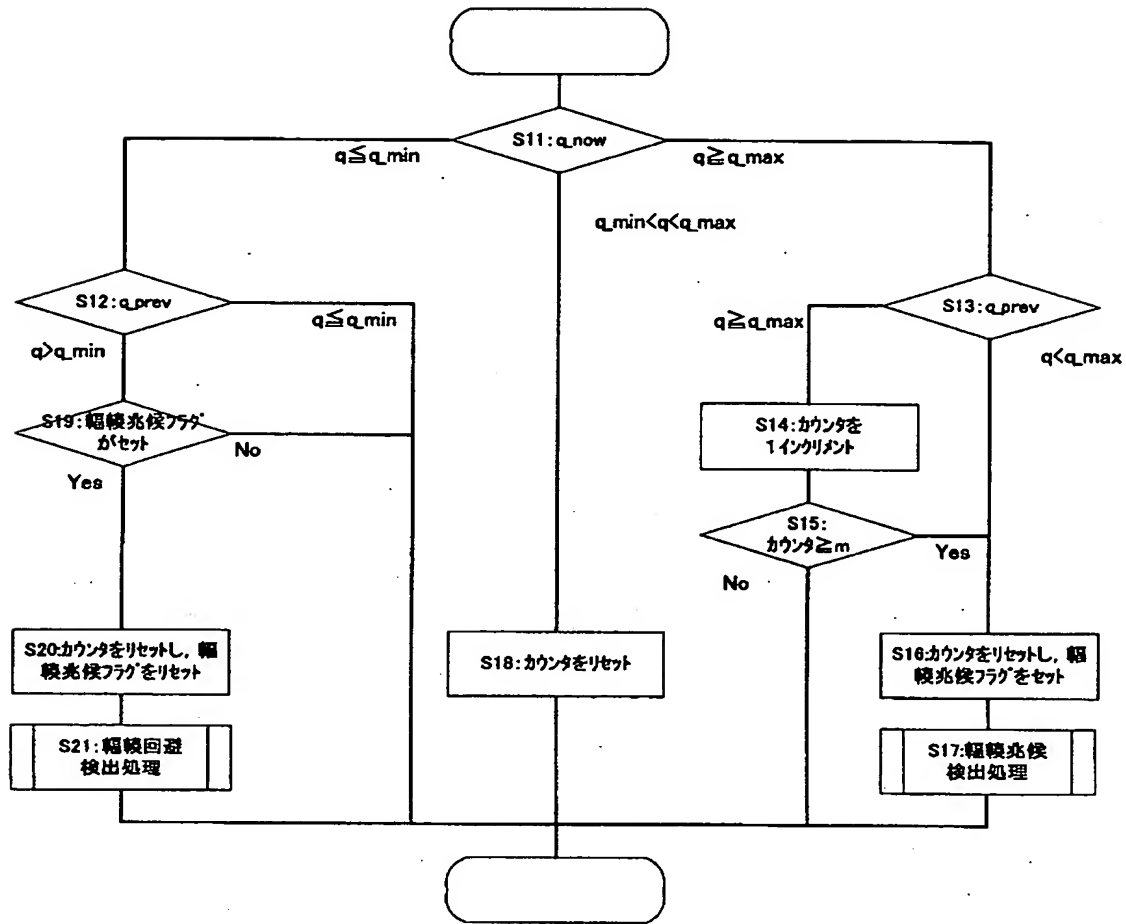 S11:q_now
q≦q_min
q≧q_max
q_min<q<q_max
S12:q_prev
q≦q_min
q>q_min
S13:q_prev
q≧q_max
q<q_max
S19:輻輳兆候フラグ
がセット
No
Yes
S14:カウンタを
1インクリメント
S15:
カウンタ≧m
Yes
No
S20:カウンタをリセットし,輻
輳兆候フラグをリセット
S18:カウンタをリセット
S16:カウンタをリセットし,輻
輳兆候フラグをセット
S21:輻輳回避
検出処理
S17:輻輳兆候
検出処理